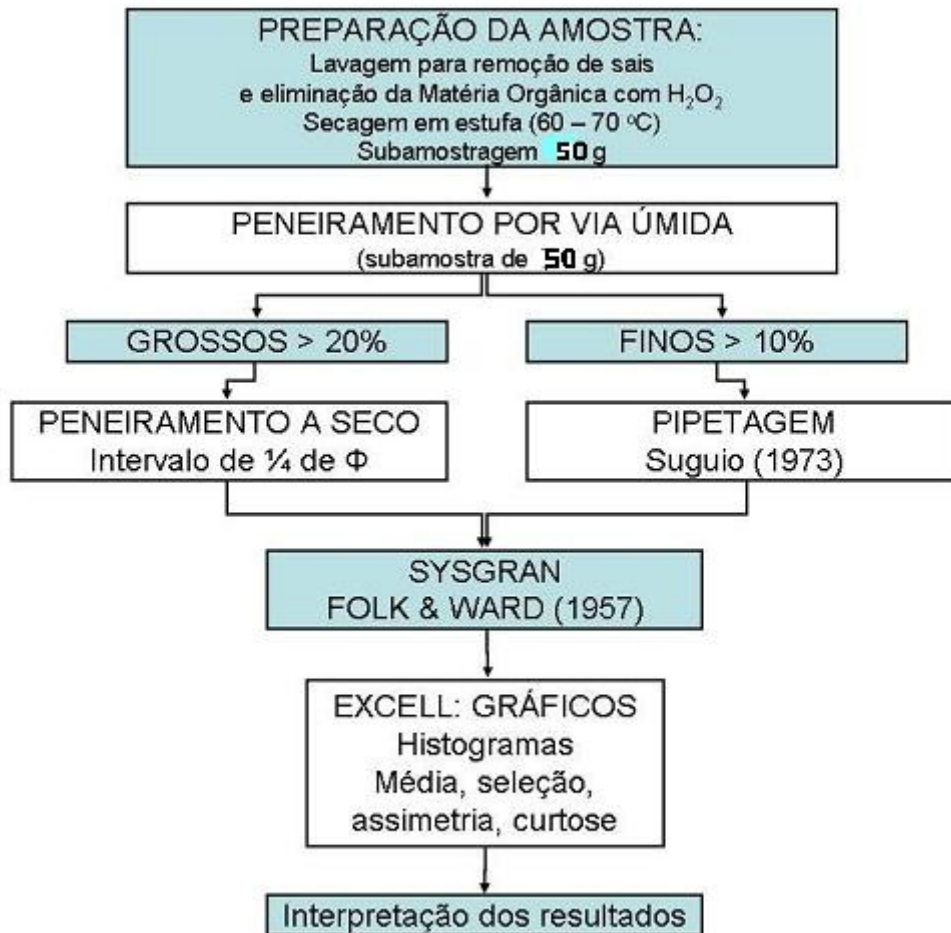 PREPARAÇÃO DA AMOSTRA:
Lavagem para remoção de sais
e eliminação da Matéria Orgânica com H₂O₂
Secagem em estufa (60 – 70 ºC)
Subamostragem 50 g
PENEIRAMENTO POR VIA ÚMIDA
(subamostra de 50 g)
GROSSOS > 20%
FINOS > 10%
PENEIRAMENTO A SECO
Intervalo de ¼ de Φ
PIPETAGEM
Suguio (1973)
SYSGRAN
FOLK & WARD (1957)
EXCELL: GRÁFICOS
Histogramas
Média, seleção,
assimetria, curtose
Interpretação dos resultados